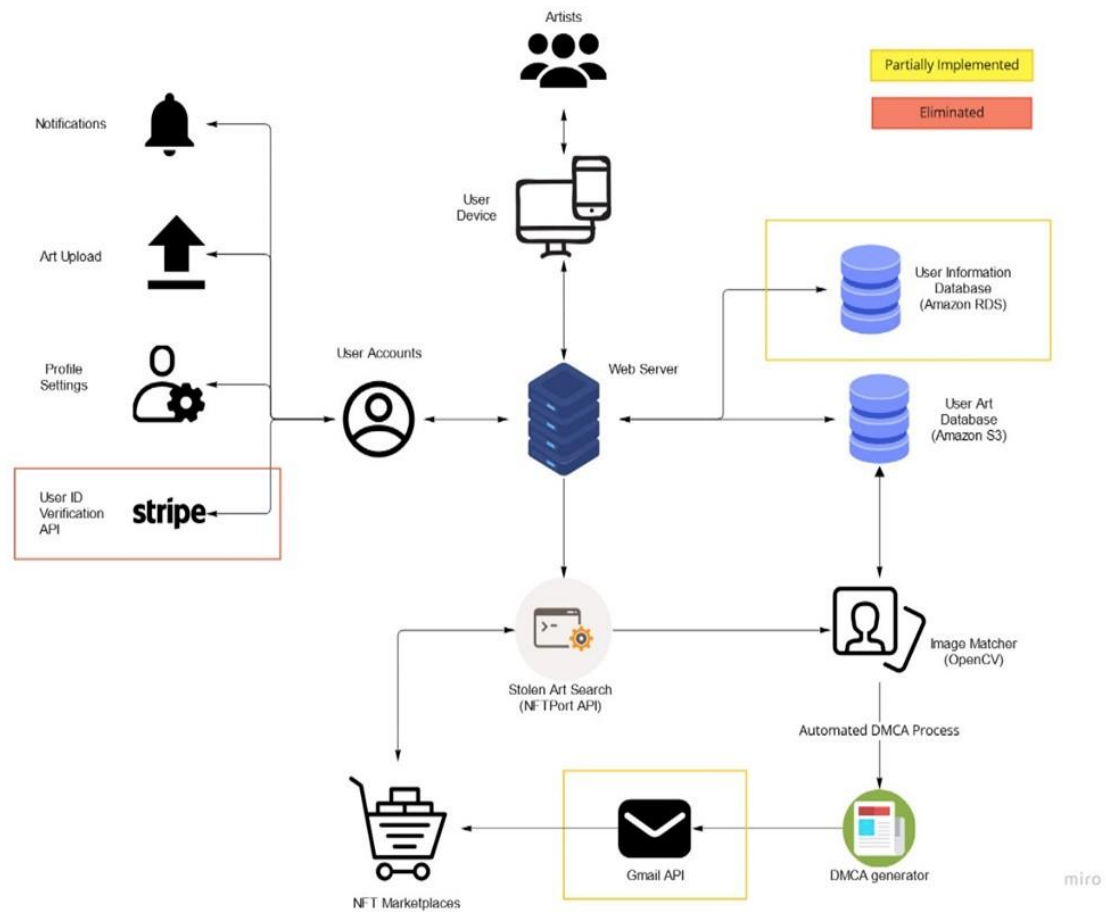 Artists
Partially Implemented
Eliminated
Notifications
User
Device
Art Upload
User Information
Database
(Amazon RDS)
Profile
Settings
User Accounts
Web Server
User Art
Database
(Amazon S3)
User ID
Verification
API
stripe
Image Matcher
(OpenCV)
Stolen Art Search
(NFTPort API)
Automated DMCA Process
Gmail API
DMCA generator
NFT Marketplaces
miro